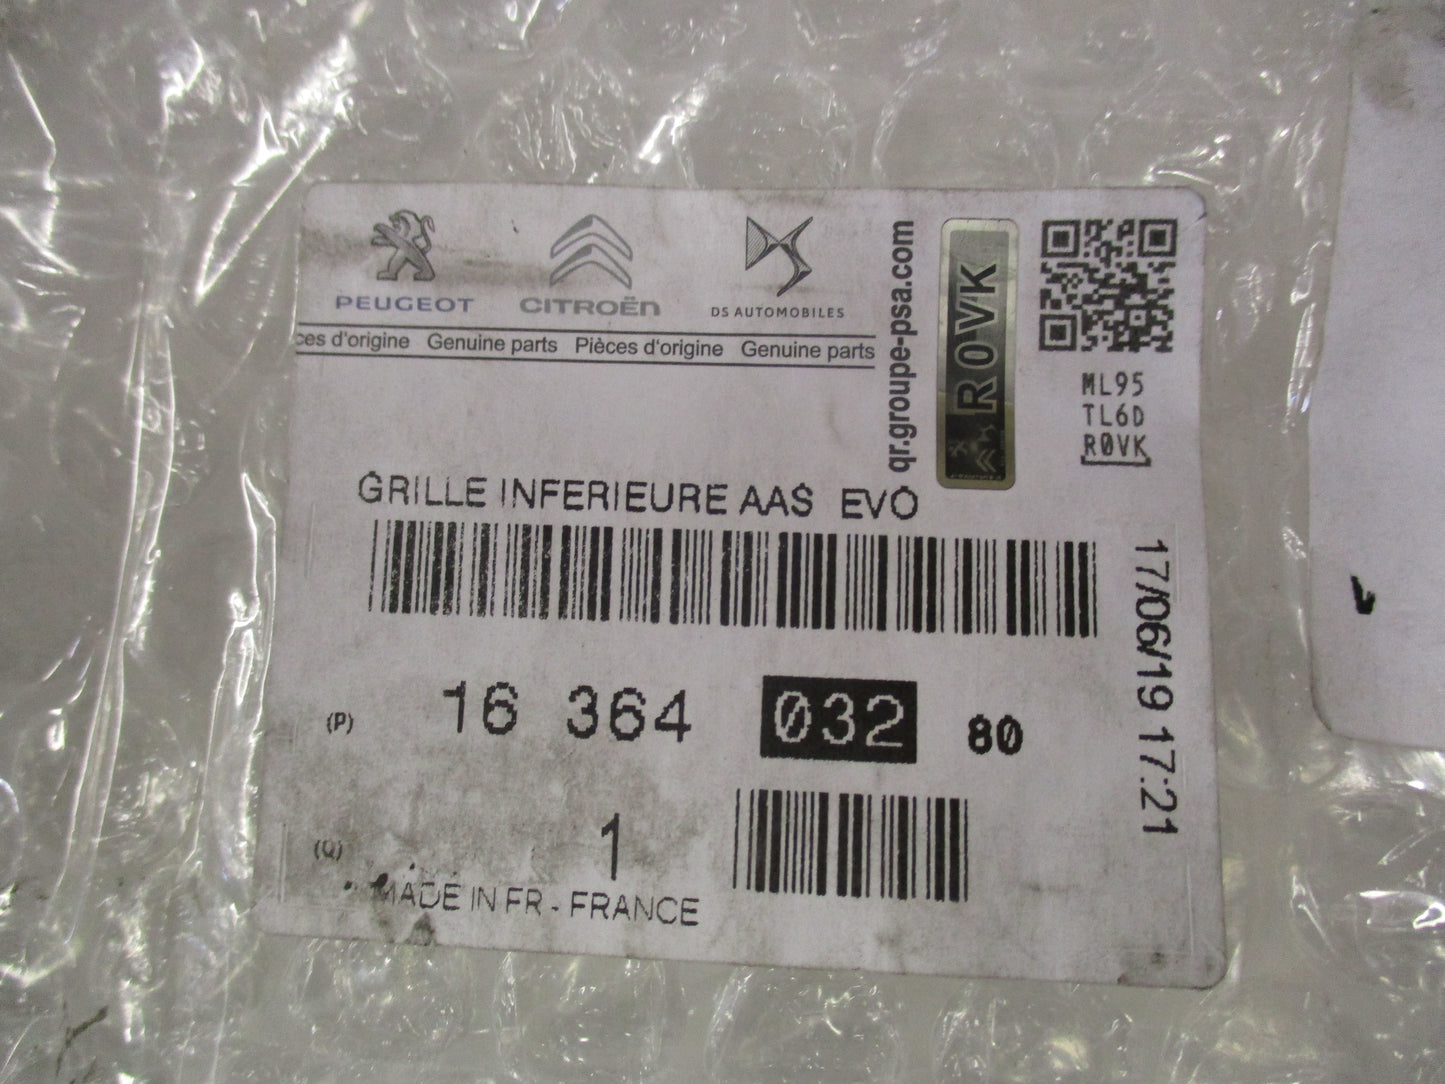 PEUGEOT CITROËN DS AUTOMOBILES
ces d'origine Genuine parts Pièces d'origine Genuine parts
qr.groupe-psa.com
R0VK
ML95
TL6D
R0VK
GRILLE INFERIEURE AAS EVO
(P) 16 364 032 80
(Q) 1
MADE IN FR - FRANCE
17/06/19 17:21